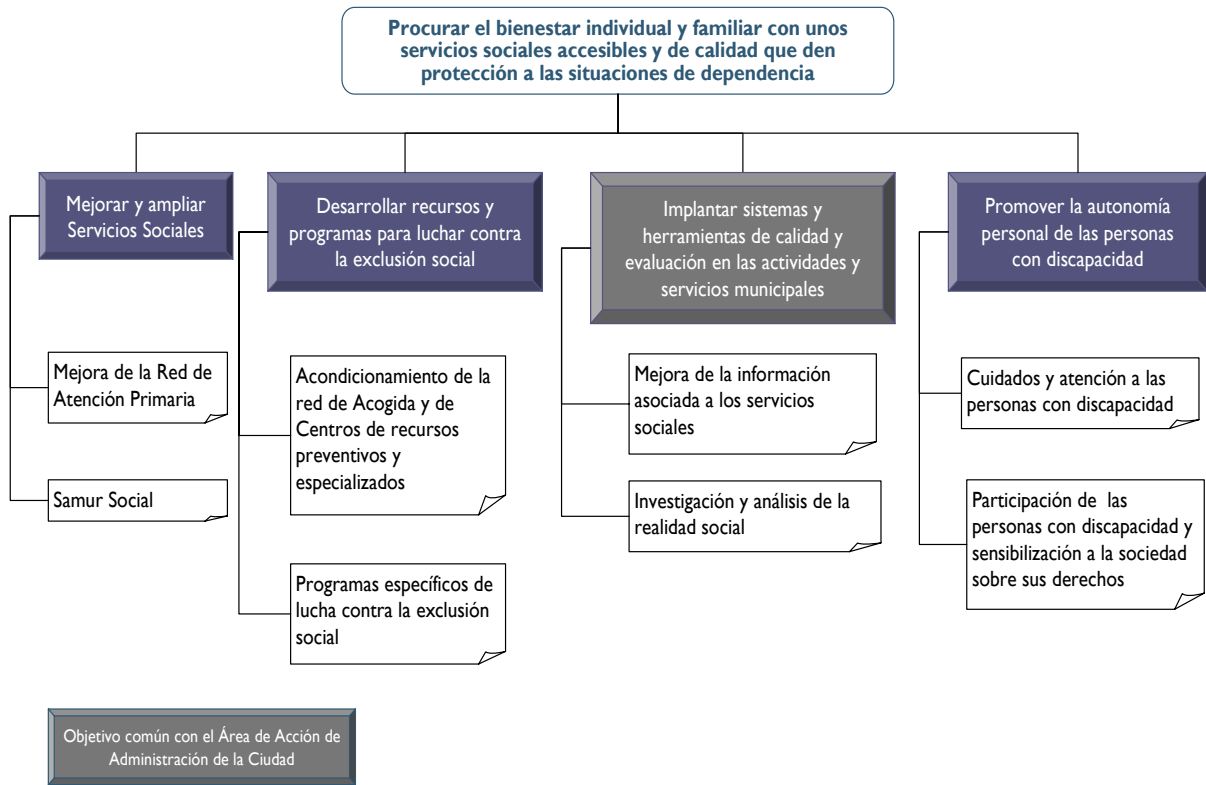 Procurar el bienestar individual y familiar con unos
servicios sociales accesibles y de calidad que den
protección a las situaciones de dependencia
Mejorar y ampliar
Servicios Sociales
Desarrollar recursos y
programas para luchar contra
la exclusión social
Implantar sistemas y
herramientas de calidad y
evaluación en las actividades y
servicios municipales
Promover la autonomía
personal de las personas
con discapacidad
Mejora de la Red de
Atención Primaria
Samur Social
Acondicionamiento de la
red de Acogida y de
Centros de recursos
preventivos y
especializados
Programas específicos de
lucha contra la exclusión
social
Mejora de la información
asociada a los servicios
sociales
Investigación y análisis de la
realidad social
Cuidados y atención a las
personas con discapacidad
Participación de las
personas con discapacidad y
sensibilización a la sociedad
sobre sus derechos
Objetivo común con el Área de Acción de
Administración de la Ciudad